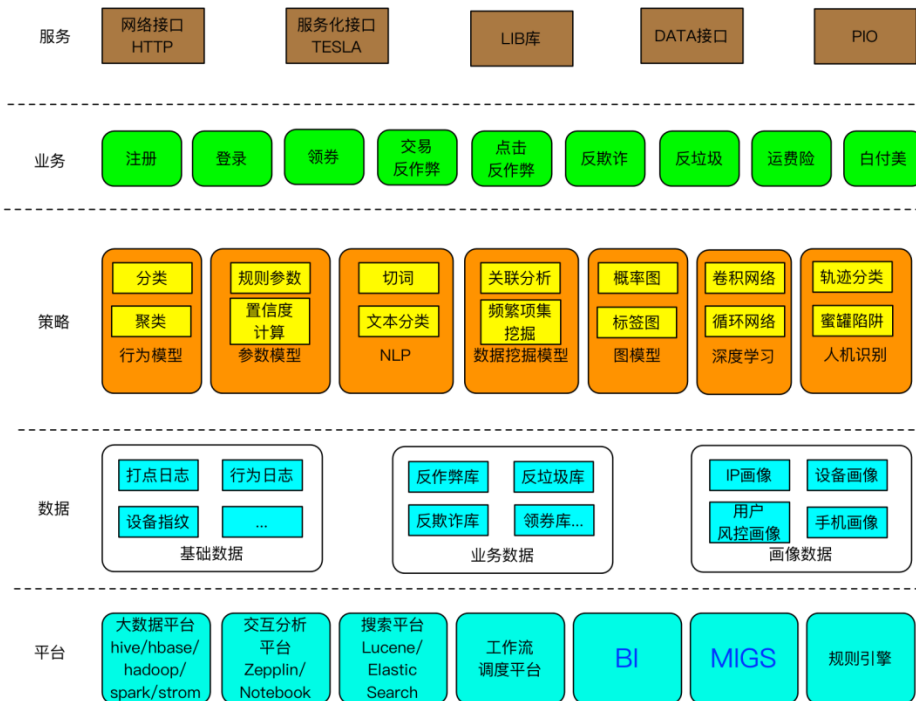 服务
网络接口
HTTP
服务化接口
TESLA
LIB库
DATA接口
PIO
业务
注册
登录
领券
交易
反作弊
点击
反作弊
反欺诈
反垃圾
运费险
白付美
策略
分类
聚类
行为模型
规则参数
置信度
计算
参数模型
切词
文本分类
NLP
关联分析
频繁项集
挖掘
数据挖掘模型
概率图
标签图
图模型
卷积网络
循环网络
深度学习
轨迹分类
蜜罐陷阱
人机识别
数据
打点日志
行为日志
设备指纹
...
基础数据
反作弊库
反垃圾库
反欺诈库
领券库...
业务数据
IP画像
设备画像
用户
风控画像
手机画像
画像数据
平台
大数据平台
hive/hbase/
hadoop/
spark/strom
交互分析
平台
Zepplin/
Notebook
搜索平台
Lucene/
Elastic
Search
工作流
调度平台
BI
MIGS
规则引擎